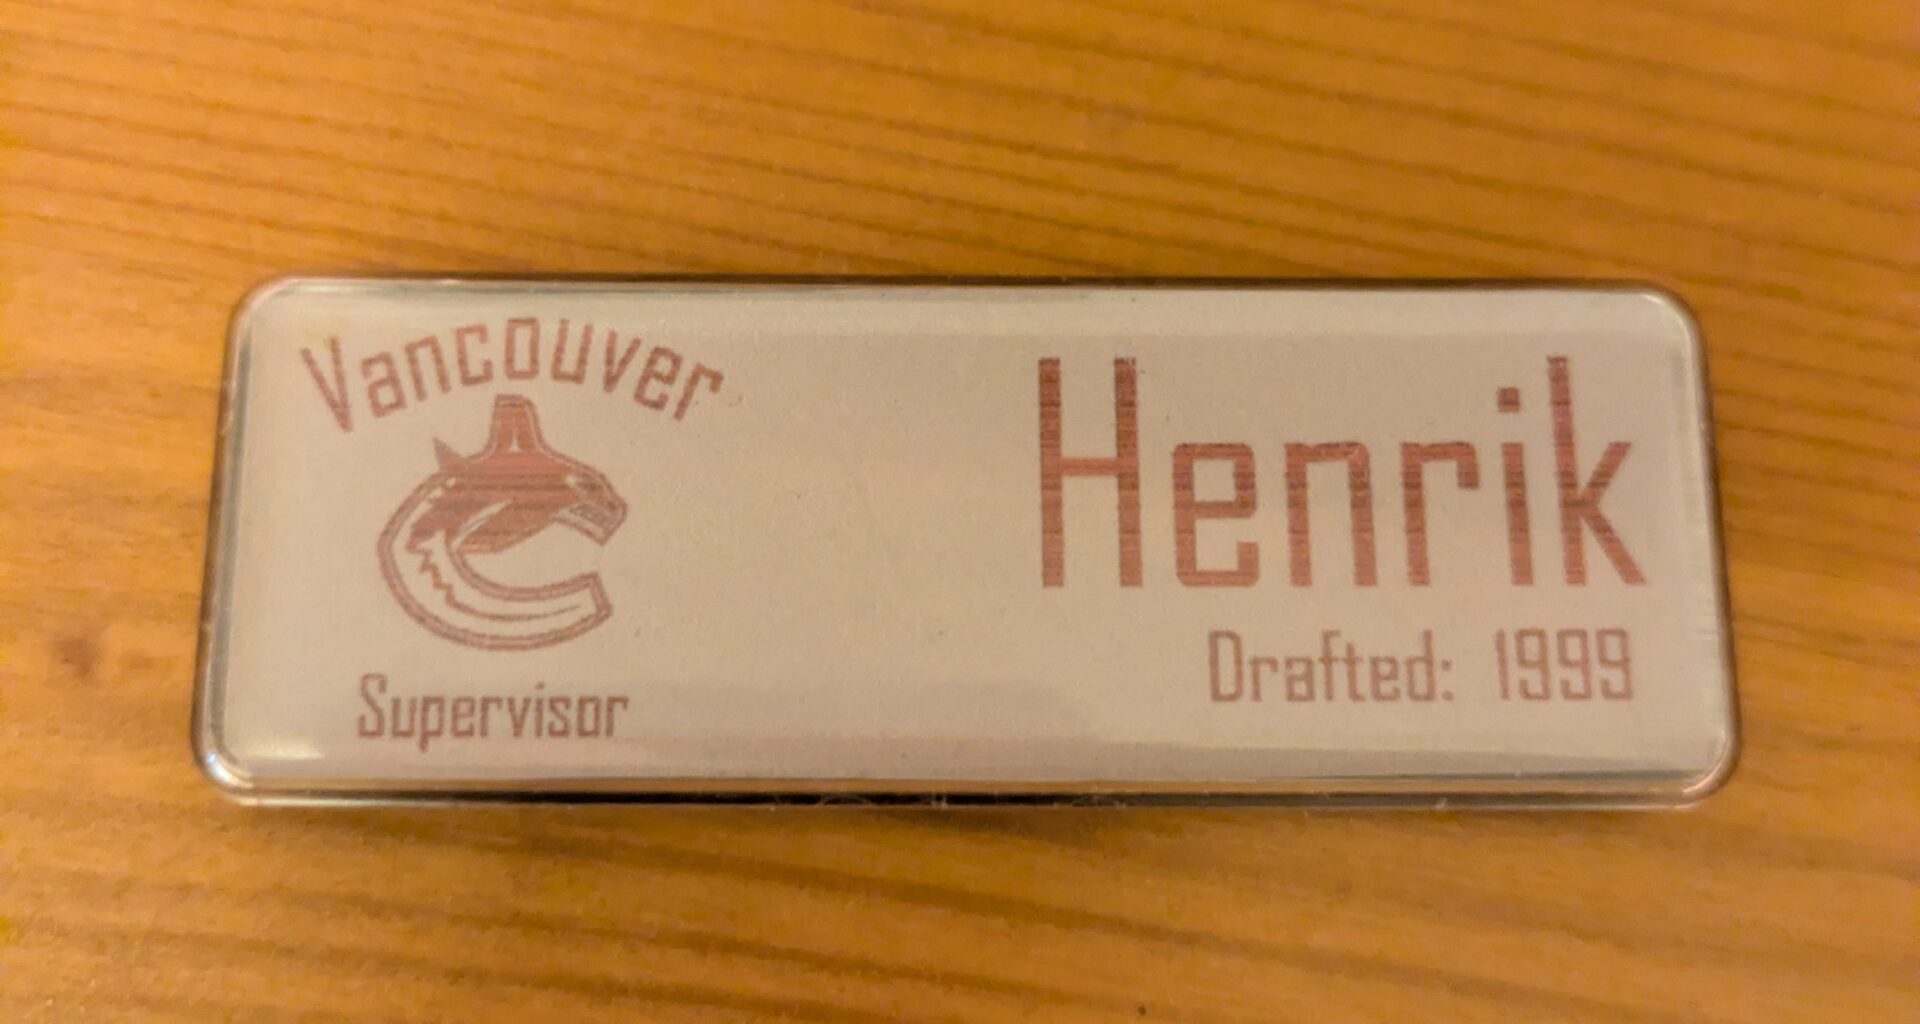 Vancouver
Supervisor
Henrik
Drafted: 1999